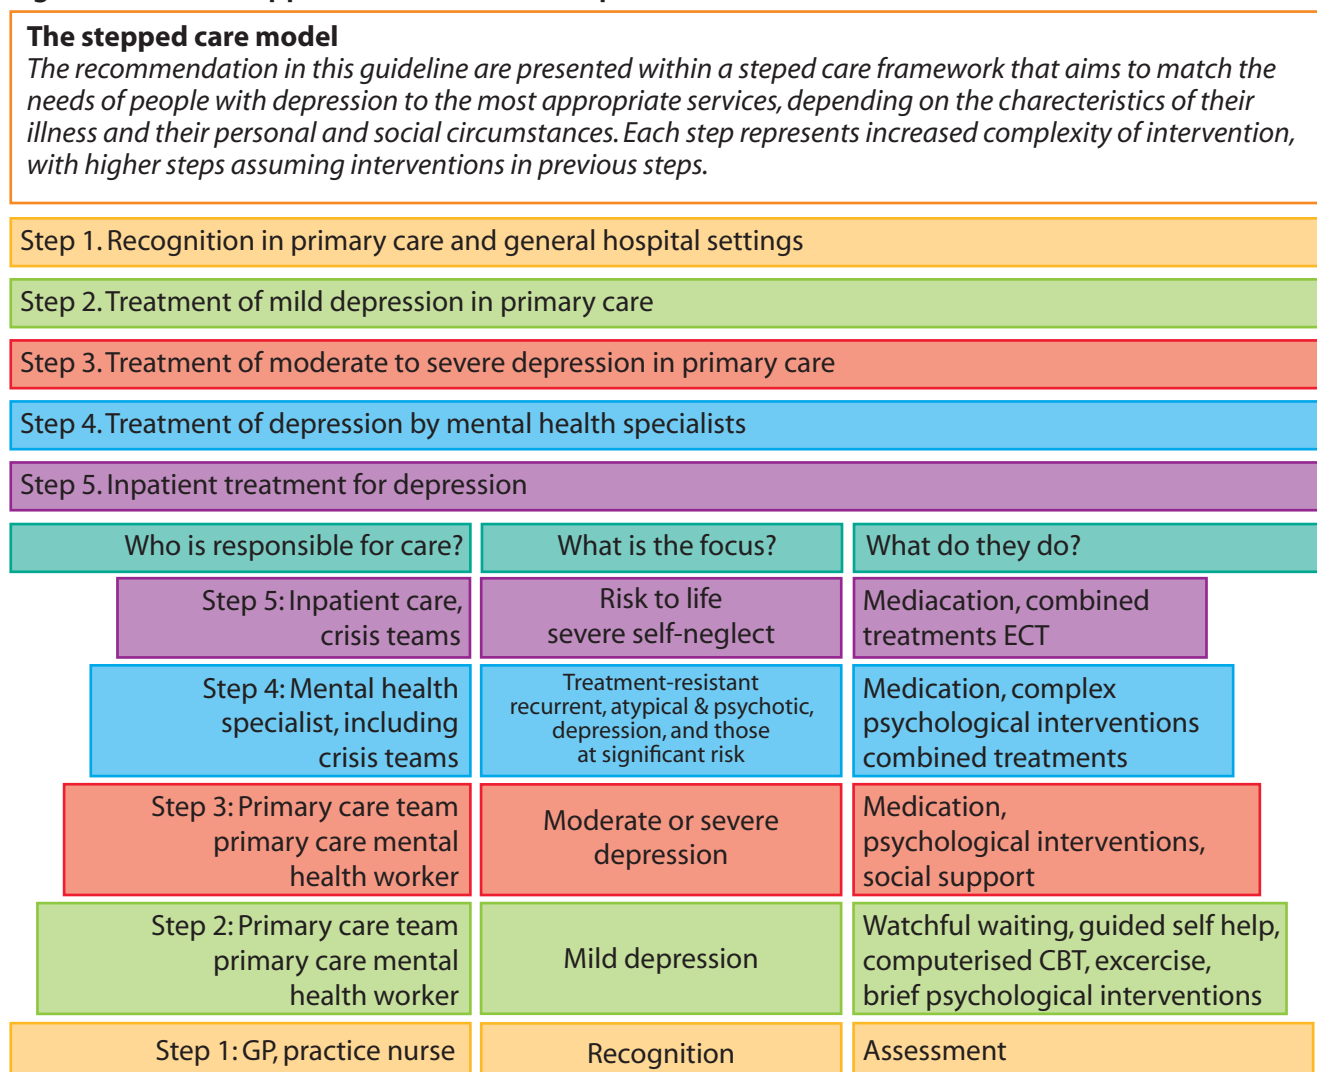 The stepped care model
The recommendation in this guideline are presented within a steped care framework that aims to match the
needs of people with depression to the most appropriate services, depending on the charecteristics of their
illness and their personal and social circumstances. Each step represents increased complexity of intervention,
with higher steps assuming interventions in previous steps.
Step 1. Recognition in primary care and general hospital settings
Step 2. Treatment of mild depression in primary care
Step 3. Treatment of moderate to severe depression in primary care
Step 4. Treatment of depression by mental health specialists
Step 5. Inpatient treatment for depression
Who is responsible for care?
What is the focus?
What do they do?
Step 5: Inpatient care,
crisis teams
Risk to life
severe self-neglect
Mediacation, combined
treatments ECT
Step 4: Mental health
specialist, including
crisis teams
Treatment-resistant
recurrent, atypical & psychotic,
depression, and those
at significant risk
Medication, complex
psychological interventions
combined treatments
Step 3: Primary care team
primary care mental
health worker
Moderate or severe
depression
Medication,
psychological interventions,
social support
Step 2: Primary care team
primary care mental
health worker
Mild depression
Watchful waiting, guided self help,
computerised CBT, excercise,
brief psychological interventions
Step 1: GP, practice nurse
Recognition
Assessment